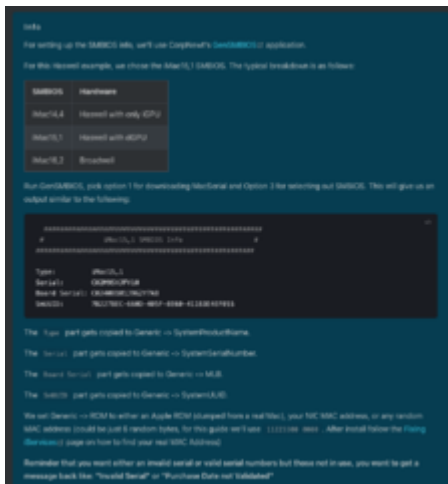 Info
For setting up the SMBIOS info, we'll use CorpNewt's GenSMBIOS application.
For this Haswell example, we chose the iMac15,1 SMBIOS. The typical breakdown is as follows:
SMBIOS Hardware
iMac14,4 Haswell with only iGPU
iMac15,1 Haswell with dGPU
iMac16,2 Broadwell
Run GenSMBIOS, pick option 1 for downloading MacSerial and Option 3 for selecting out SMBIOS. This will give us an
output similar to the following:
# iMac15,1 SMBIOS Info #
Type: iMac15,1
Serial:
Board Serial:
SmUUID:
The Type part gets copied to Generic -> SystemProductName.
The Serial part gets copied to Generic -> SystemSerialNumber.
The Board Serial part gets copied to Generic -> MLB.
The SmUUID part gets copied to Generic -> SystemUUID.
We set Generic -> ROM to either an Apple ROM (dumped from a real Mac), your NIC MAC address, or any random
MAC address (could be just 6 random bytes, for this guide we'll use 11223300 0000 . After install follow the Fixing
iServices page on how to find your real MAC Address)
Reminder that you want either an invalid serial or valid serial numbers but those not in use, you want to get a
message back like: "Invalid Serial" or "Purchase Date not Validated"